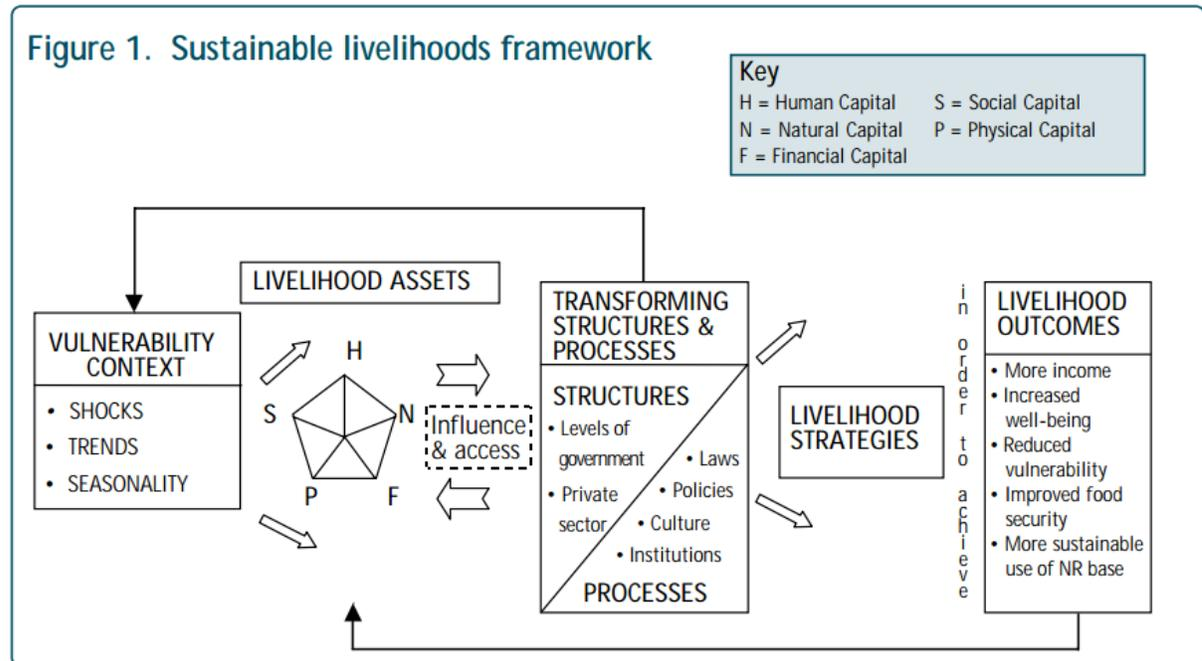 Figure 1. Sustainable livelihoods framework
Key
H = Human Capital
S = Social Capital
N = Natural Capital
P = Physical Capital
F = Financial Capital
LIVELIHOOD ASSETS
VULNERABILITY
CONTEXT
• SHOCKS
• TRENDS
• SEASONALITY
H
S
N
P
F
Influence
& access
TRANSFORMING
STRUCTURES &
PROCESSES
STRUCTURES
• Levels of
government
• Private
sector
• Laws
• Policies
• Culture
• Institutions
PROCESSES
LIVELIHOOD
STRATEGIES
in order to achieve
LIVELIHOOD
OUTCOMES
• More income
• Increased
well-being
• Reduced
vulnerability
• Improved food
security
• More sustainable
use of NR base